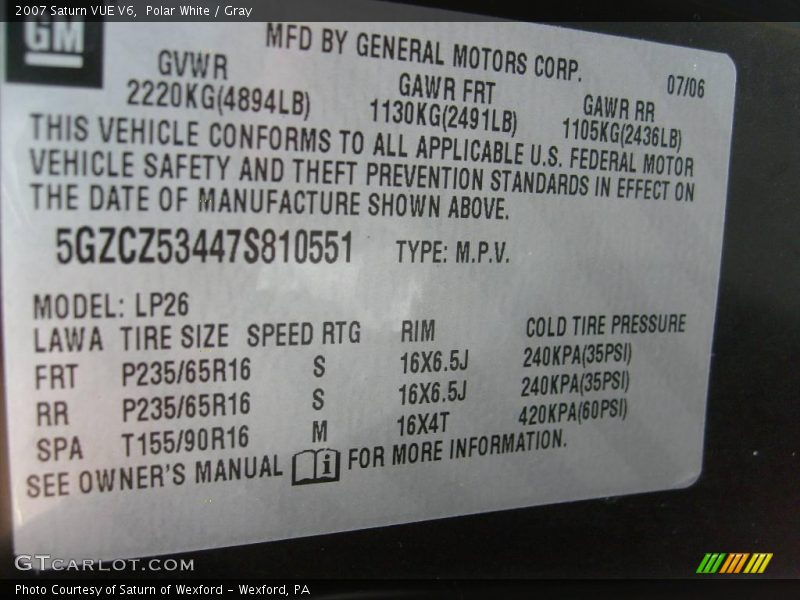 2007 Saturn VUE V6, Polar White / Gray
GM
MFD BY GENERAL MOTORS CORP.
GVWR GAWR FRT GAWR RR 07/06
2220KG(4894LB) 1130KG(2491LB) 1105KG(2436LB)
THIS VEHICLE CONFORMS TO ALL APPLICABLE U.S. FEDERAL MOTOR
VEHICLE SAFETY AND THEFT PREVENTION STANDARDS IN EFFECT ON
THE DATE OF MANUFACTURE SHOWN ABOVE.
5GZCZ53447S810551 TYPE: M.P.V.
MODEL: LP26
LAWA TIRE SIZE SPEED RTG RIM COLD TIRE PRESSURE
FRT P235/65R16 S 16X6.5J 240KPA(35PSI)
RR P235/65R16 S 16X6.5J 240KPA(35PSI)
SPA T155/90R16 M 16X4T 420KPA(60PSI)
SEE OWNER'S MANUAL i FOR MORE INFORMATION.
GTCARLOT.COM
Photo Courtesy of Saturn of Wexford - Wexford, PA